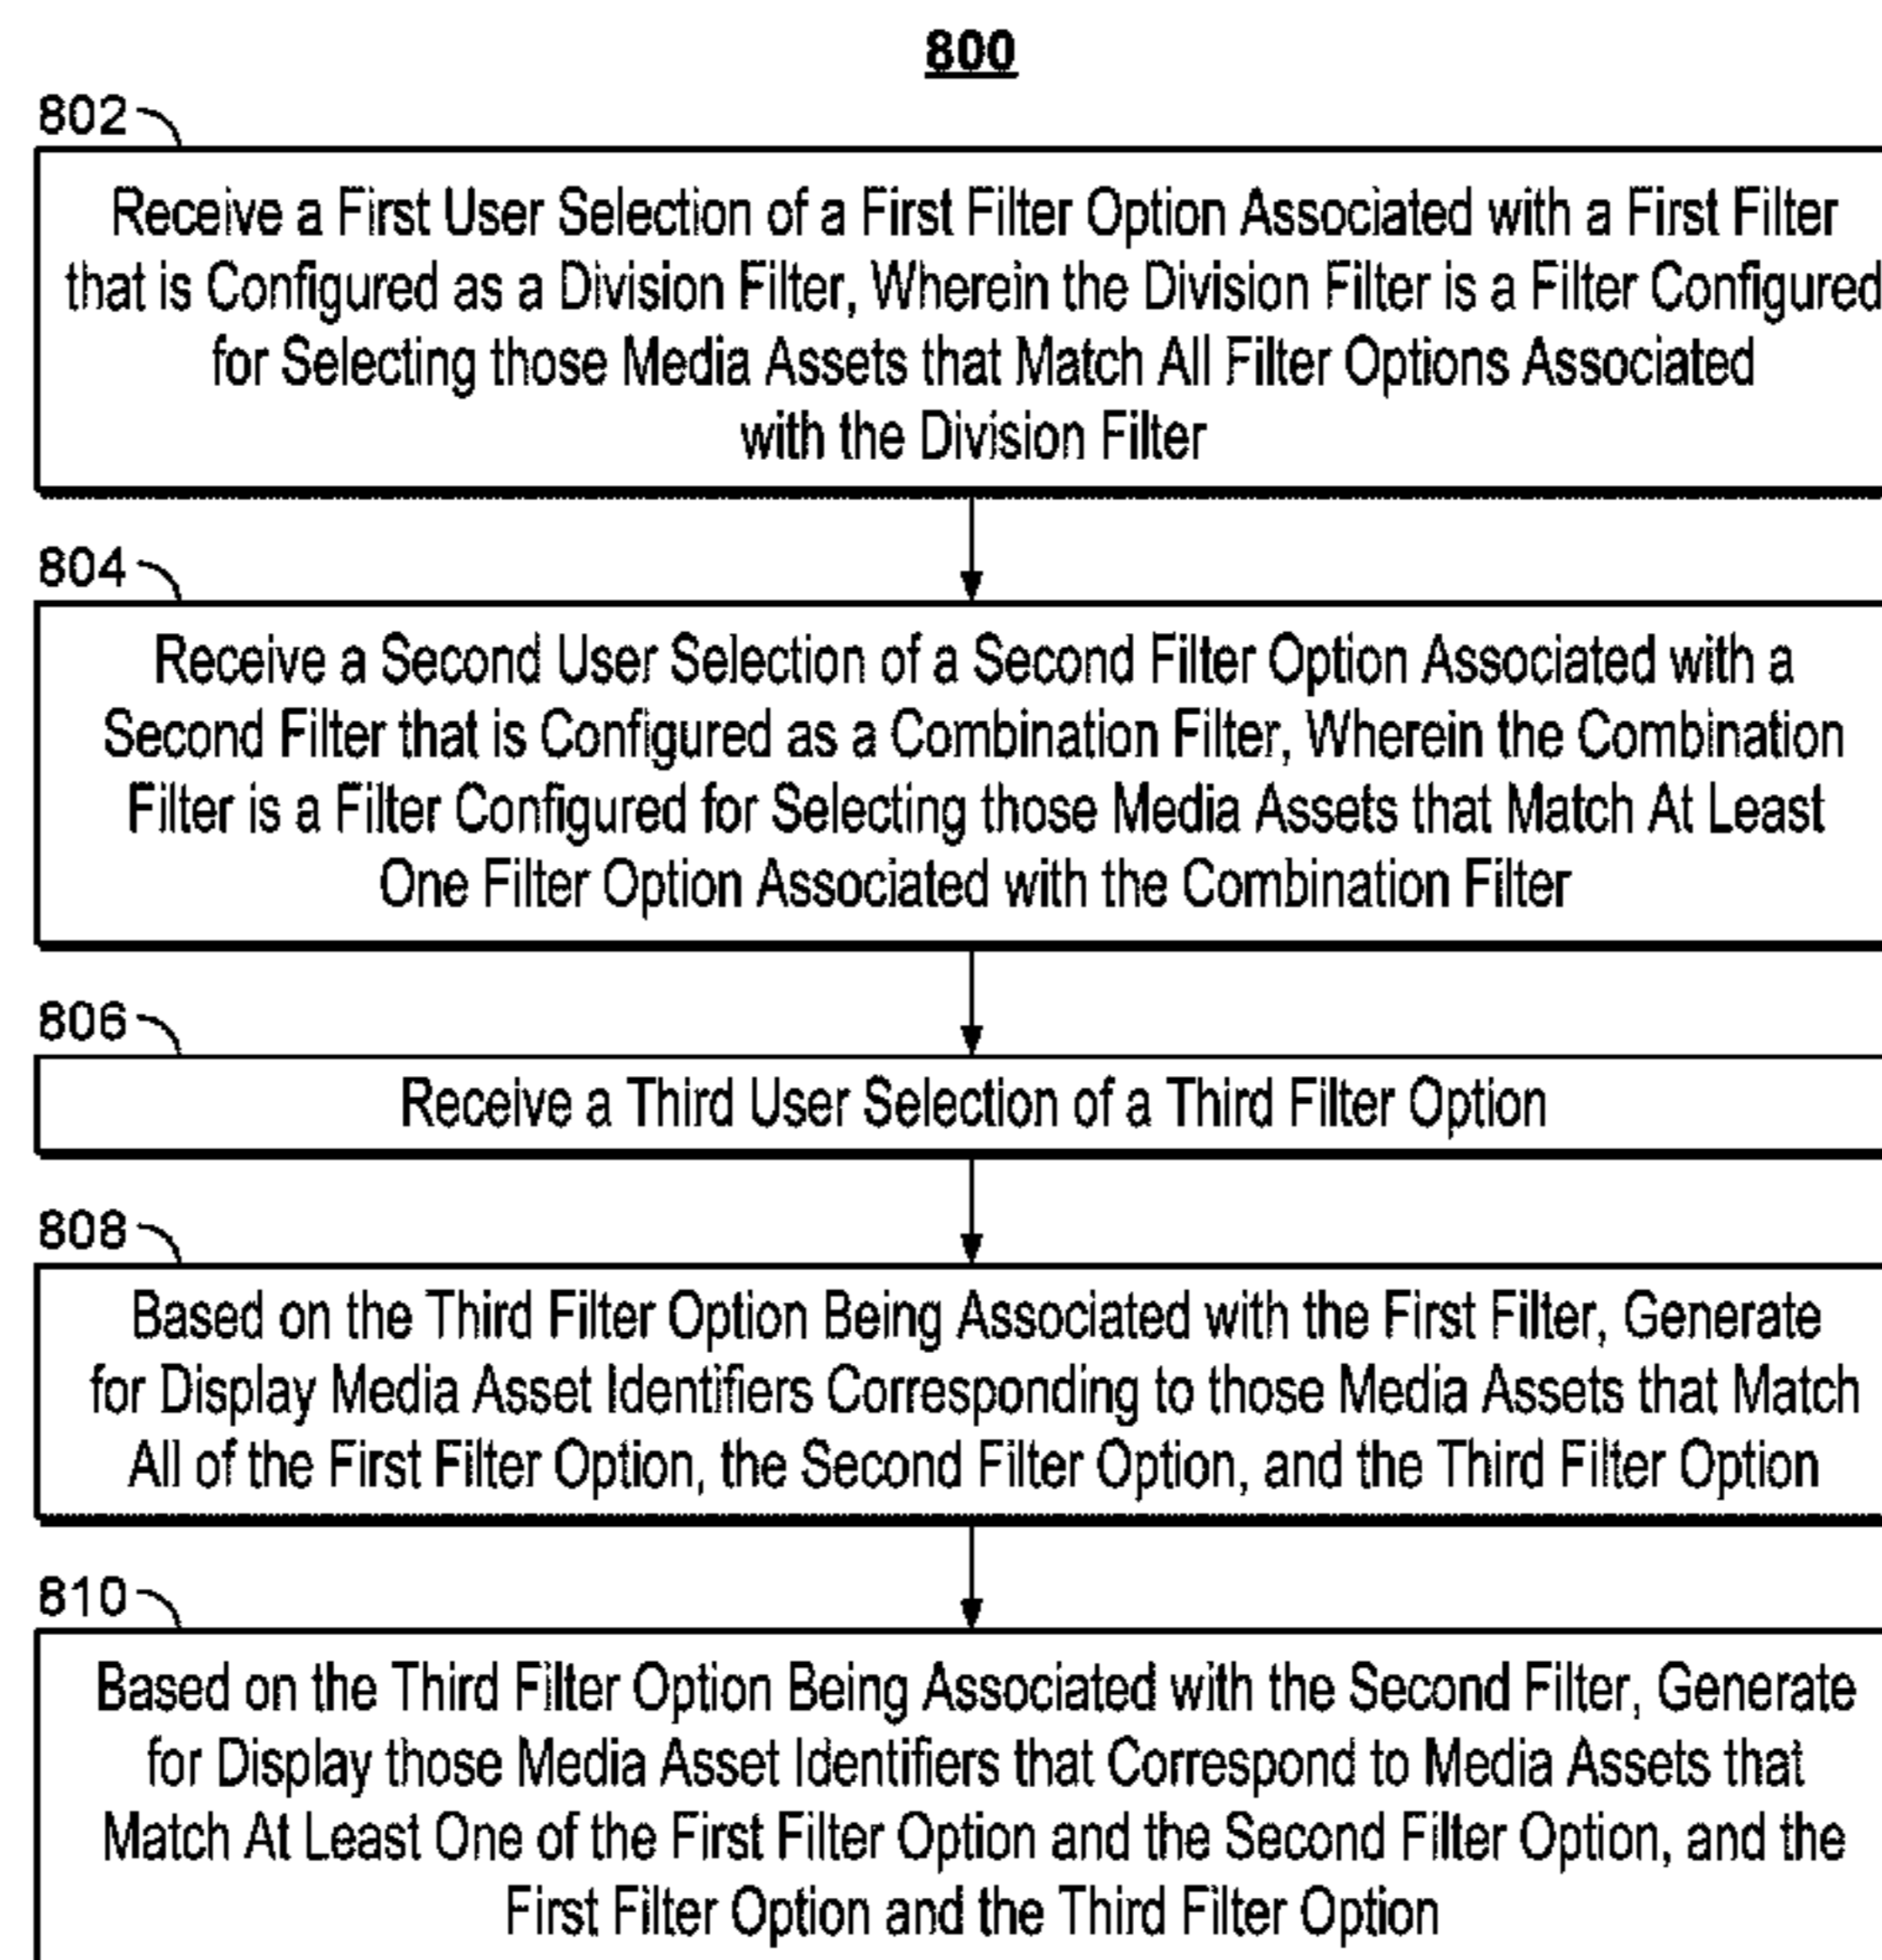 800
802
Receive a First User Selection of a First Filter Option Associated with a First Filter
that is Configured as a Division Filter, Wherein the Division Filter is a Filter Configured
for Selecting those Media Assets that Match All Filter Options Associated
with the Division Filter
804
Receive a Second User Selection of a Second Filter Option Associated with a
Second Filter that is Configured as a Combination Filter, Wherein the Combination
Filter is a Filter Configured for Selecting those Media Assets that Match At Least
One Filter Option Associated with the Combination Filter
806
Receive a Third User Selection of a Third Filter Option
808
Based on the Third Filter Option Being Associated with the First Filter, Generate
for Display Media Asset Identifiers Corresponding to those Media Assets that Match
All of the First Filter Option, the Second Filter Option, and the Third Filter Option
810
Based on the Third Filter Option Being Associated with the Second Filter, Generate
for Display those Media Asset Identifiers that Correspond to Media Assets that
Match At Least One of the First Filter Option and the Second Filter Option, and the
First Filter Option and the Third Filter Option